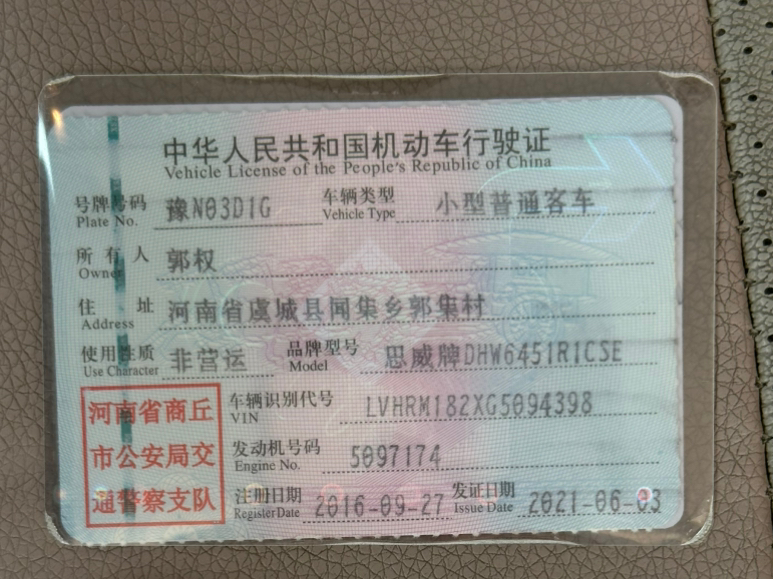 中华人民共和国机动车行驶证
Vehicle License of the People's Republic of China
号牌号码 豫N03D1G 车辆类型 小型普通客车
Plate No. Vehicle Type
所有人 郭权
Owner
住址 河南省虞城县闻集乡郭集村
Address
使用性质 非营运 品牌型号 思威牌DHW6451R1CSE
Use Character Model
河南省商丘
市公安局交
通警察支队
车辆识别代号 LVHRM182XG5094398
VIN
发动机号码 5097174
Engine No.
注册日期 2016-09-27 发证日期 2021-06-03
Register Date Issue Date